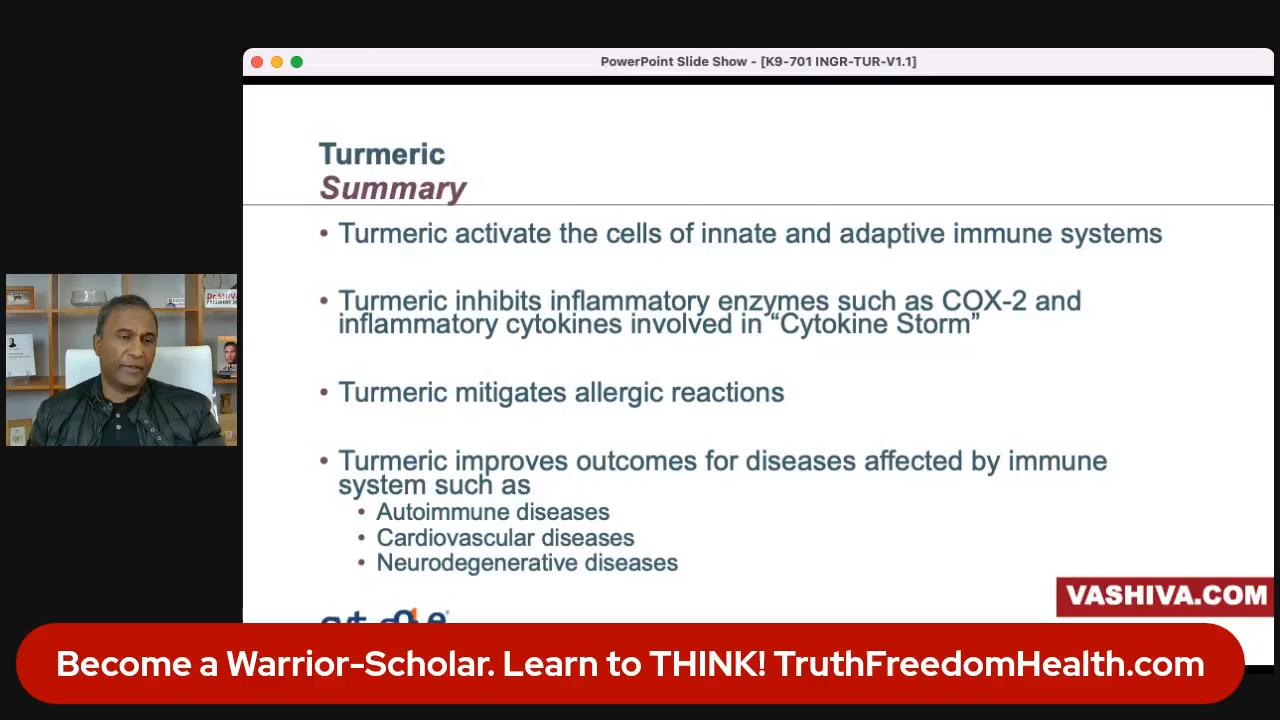 PowerPoint Slide Show - [K9-701 INGR-TUR-V1.1]
Turmeric
Summary
• Turmeric activate the cells of innate and adaptive immune systems
• Turmeric inhibits inflammatory enzymes such as COX-2 and
inflammatory cytokines involved in “Cytokine Storm”
• Turmeric mitigates allergic reactions
• Turmeric improves outcomes for diseases affected by immune
system such as
• Autoimmune diseases
• Cardiovascular diseases
• Neurodegenerative diseases
Dr.SHIVA
VASHIVA.COM
Become a Warrior-Scholar. Learn to THINK! TruthFreedomHealth.com